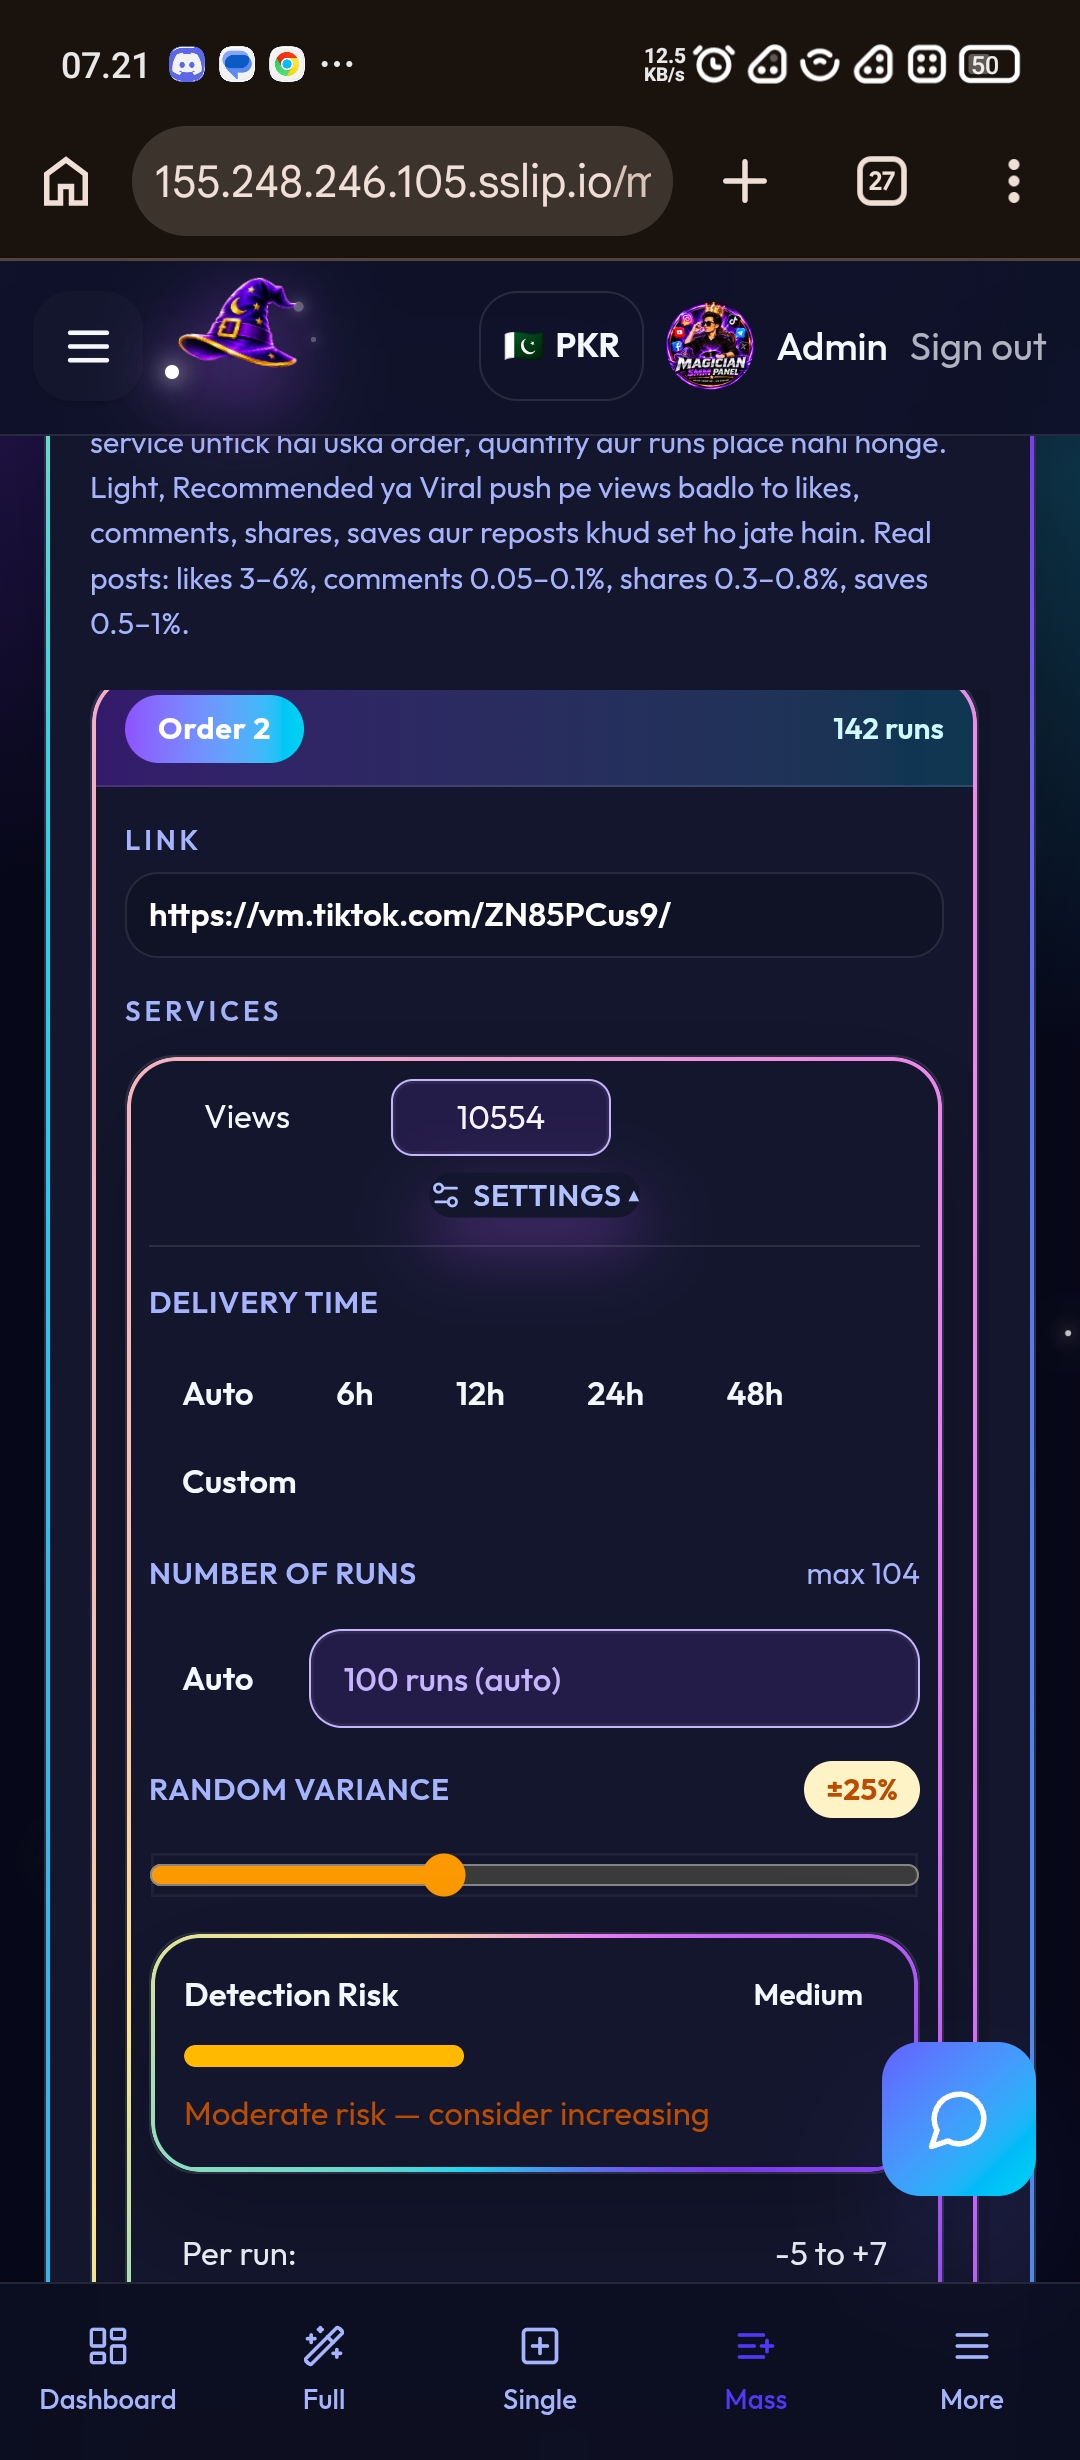 07.21
12.5
KB/s
50
155.248.246.105.sslip.io/m
27
PKR
MAGICIAN
SMM PANEL
Admin
Sign out
service untick hai uska order, quantity aur runs place nahi honge.
Light, Recommended ya Viral push pe views badlo to likes,
comments, shares, saves aur reposts khud set ho jate hain. Real
posts: likes 3–6%, comments 0.05–0.1%, shares 0.3–0.8%, saves
0.5–1%.
Order 2
142 runs
LINK
https://vm.tiktok.com/ZN85PCus9/
SERVICES
Views
10554
SETTINGS ▴
DELIVERY TIME
Auto 6h 12h 24h 48h
Custom
NUMBER OF RUNS
max 104
Auto
100 runs (auto)
RANDOM VARIANCE
±25%
Detection Risk
Medium
Moderate risk — consider increasing
Per run:
-5 to +7
Dashboard
Full
Single
Mass
More